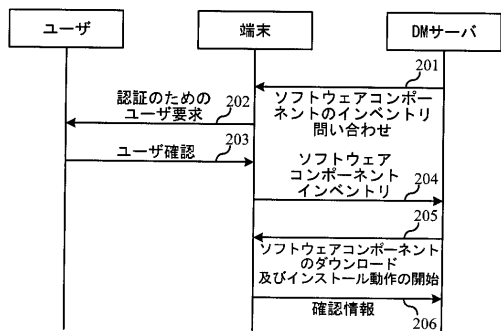 ユーザ
端末
DMサーバ
201
ソフトウェアコンポー
ネントのインベントリ
問い合わせ
認証のための
ユーザ要求
202
ユーザ確認
203
ソフトウェア
コンポーネント
インベントリ
204
205
ソフトウェアコンポーネント
のダウンロード
及びインストール動作の開始
確認情報
206